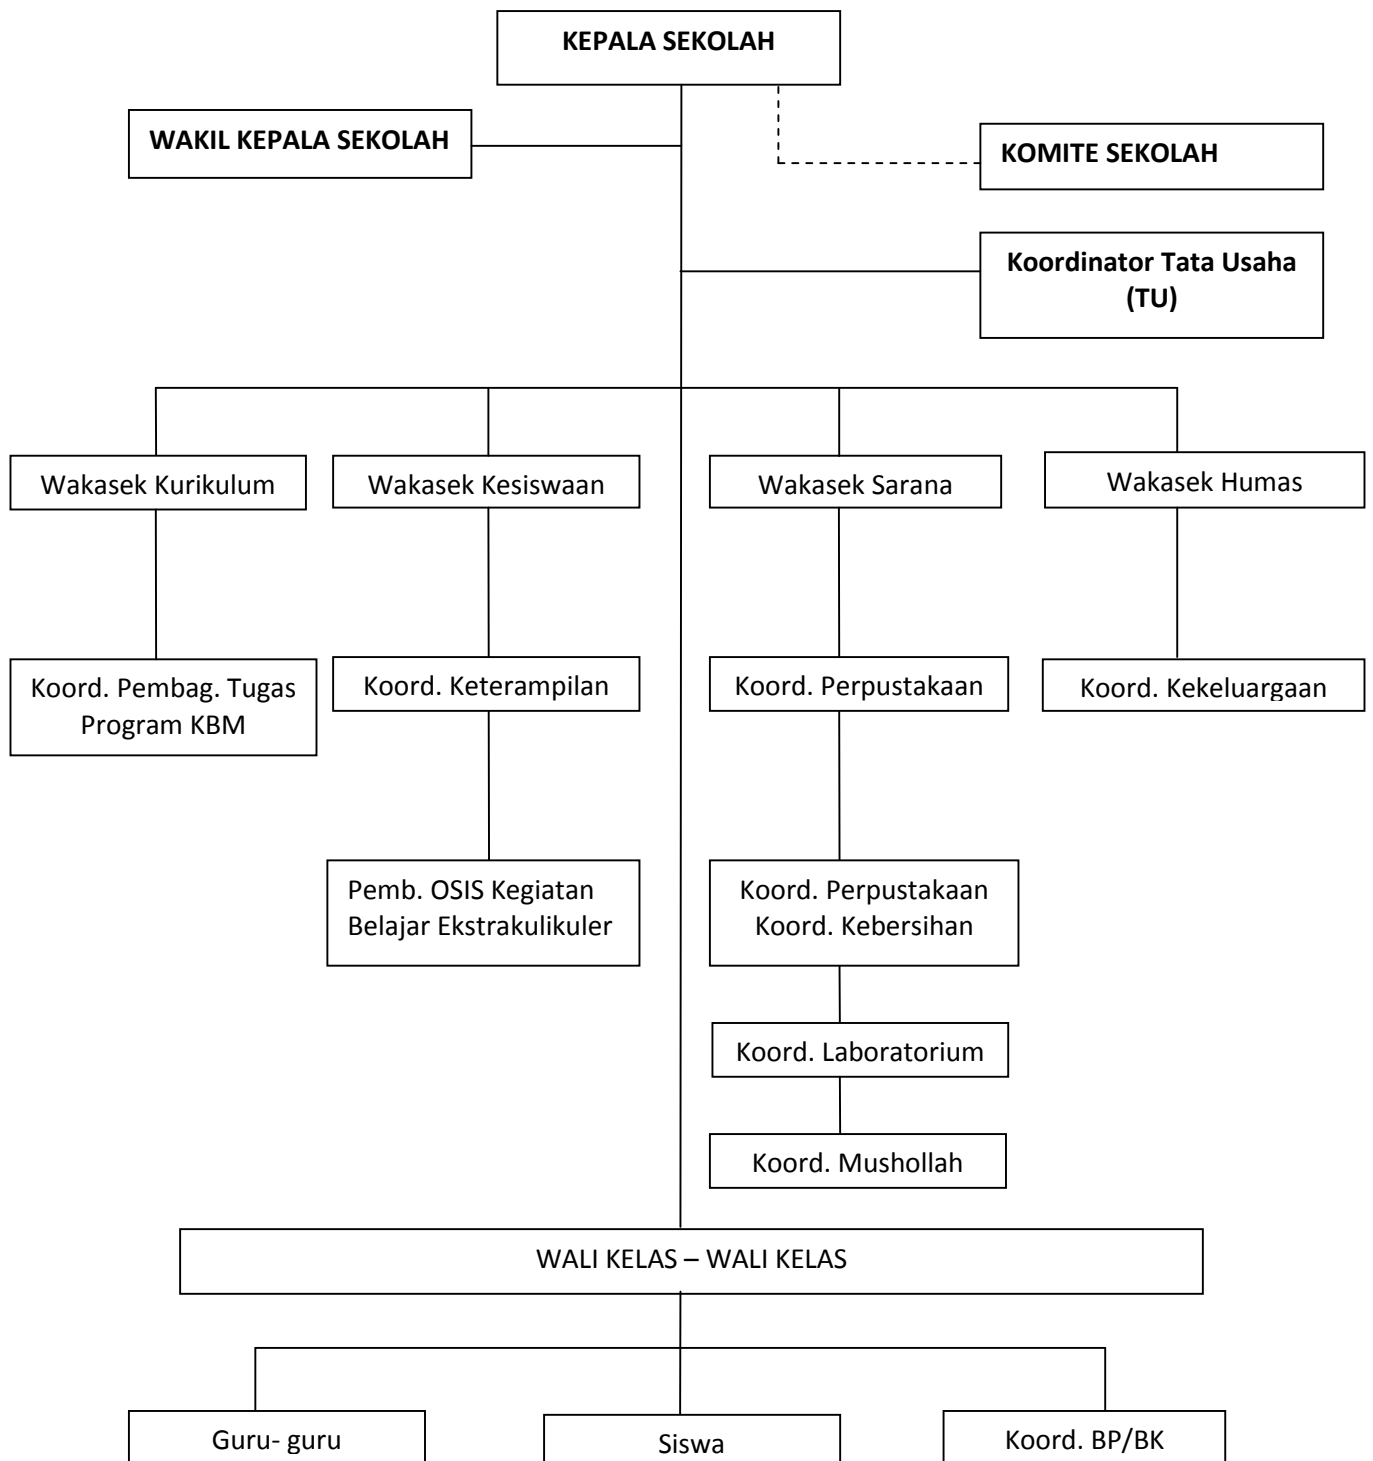 KEPALA SEKOLAH
WAKIL KEPALA SEKOLAH
KOMITE SEKOLAH
Koordinator Tata Usaha
(TU)
Wakasek Kurikulum
Wakasek Kesiswaan
Wakasek Sarana
Wakasek Humas
Koord. Pembag. Tugas
Program KBM
Koord. Keterampilan
Koord. Perpustakaan
Koord. Kekeluargaan
Pemb. OSIS Kegiatan
Belajar Ekstrakulikuler
Koord. Perpustakaan
Koord. Kebersihan
Koord. Laboratorium
Koord. Mushollah
WALI KELAS – WALI KELAS
Guru- guru
Siswa
Koord. BP/BK